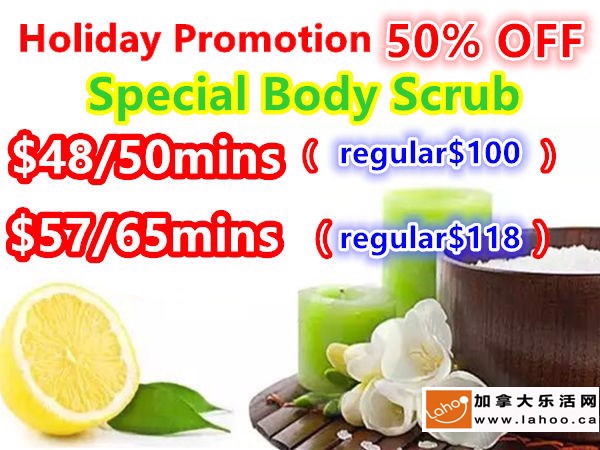 Holiday Promotion 50% OFF
Special Body Scrub
$48/50mins ( regular$100 )
$57/65mins ( regular$118 )
Lahoo 加拿大乐活网
www.lahoo.ca